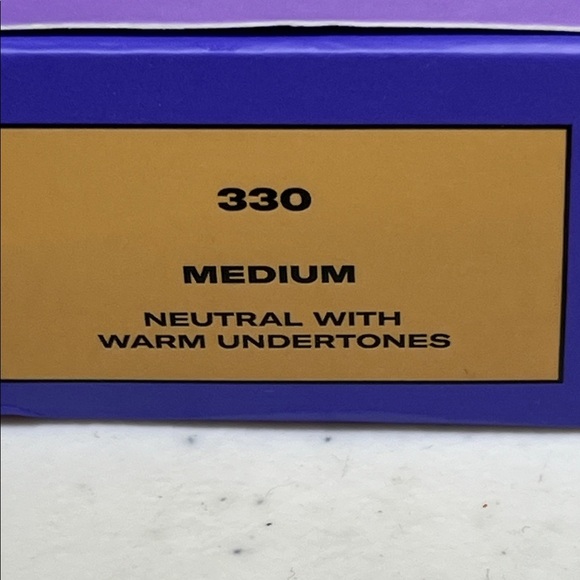 330
MEDIUM
NEUTRAL WITH
WARM UNDERTONES